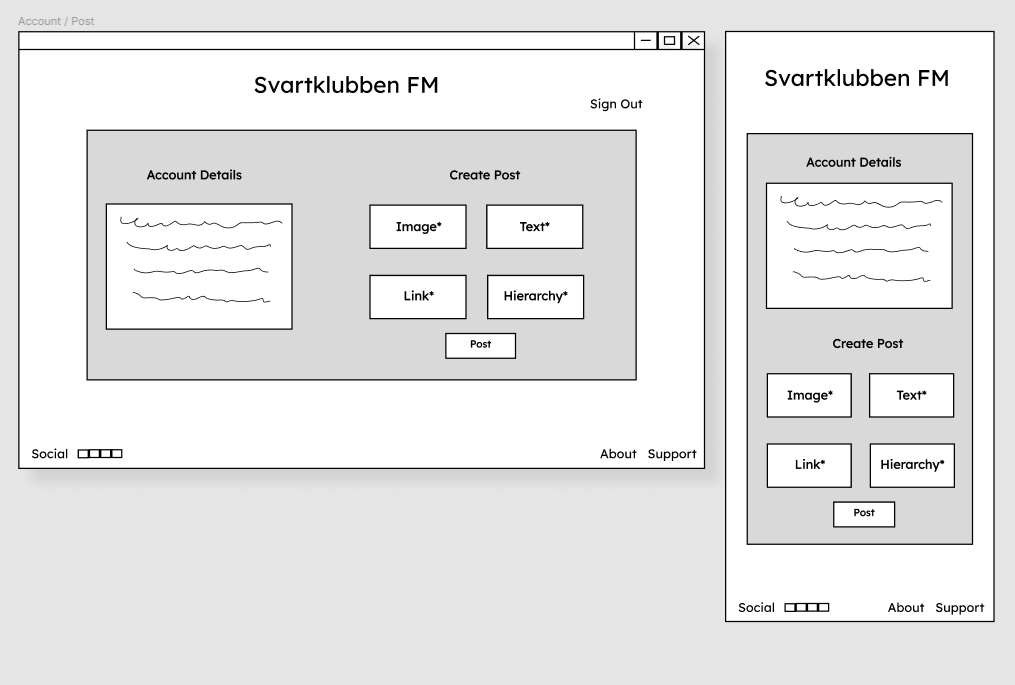 Account / Post
Svartklubben FM
Sign Out
Account Details
Create Post
Image*
Text*
Link*
Hierarchy*
Post
Social
About
Support
Svartklubben FM
Account Details
Create Post
Image*
Text*
Link*
Hierarchy*
Post
Social
About
Support